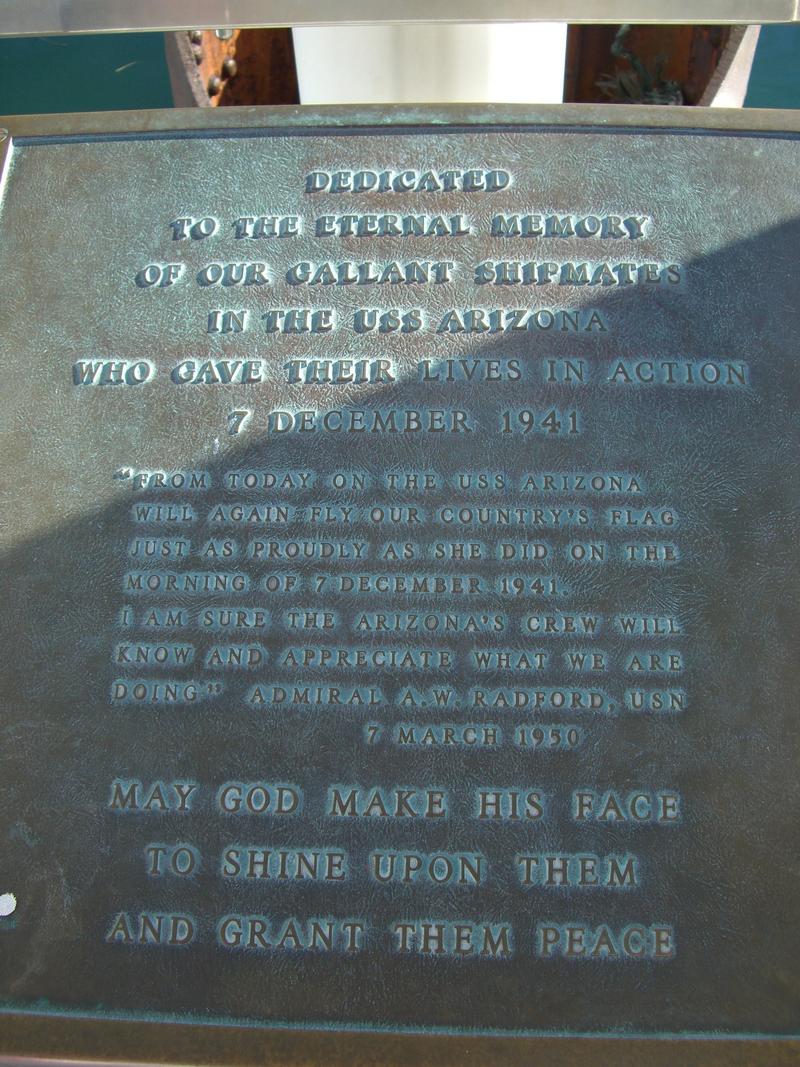 DEDICATED
TO THE ETERNAL MEMORY
OF OUR GALLANT SHIPMATES
IN THE USS ARIZONA
WHO GAVE THEIR LIVES IN ACTION
7 DECEMBER 1941
"FROM TODAY ON THE USS ARIZONA
WILL AGAIN FLY OUR COUNTRY'S FLAG
JUST AS PROUDLY AS SHE DID ON THE
MORNING OF 7 DECEMBER 1941.
I AM SURE THE ARIZONA'S CREW WILL
KNOW AND APPRECIATE WHAT WE ARE
DOING" ADMIRAL A.W. RADFORD, USN
7 MARCH 1950
MAY GOD MAKE HIS FACE
TO SHINE UPON THEM
AND GRANT THEM PEACE